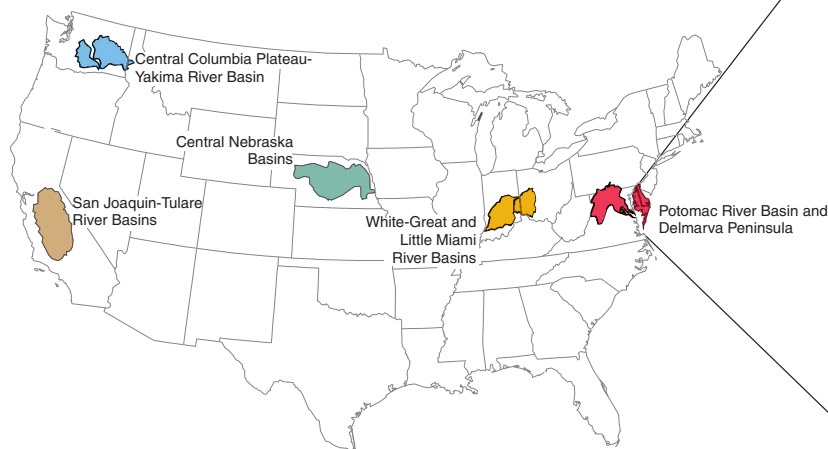 Central Columbia Plateau-
Yakima River Basin
Central Nebraska
Basins
San Joaquin-Tulare
River Basins
White-Great and
Little Miami
River Basins
Potomac River Basin and
Delmarva Peninsula